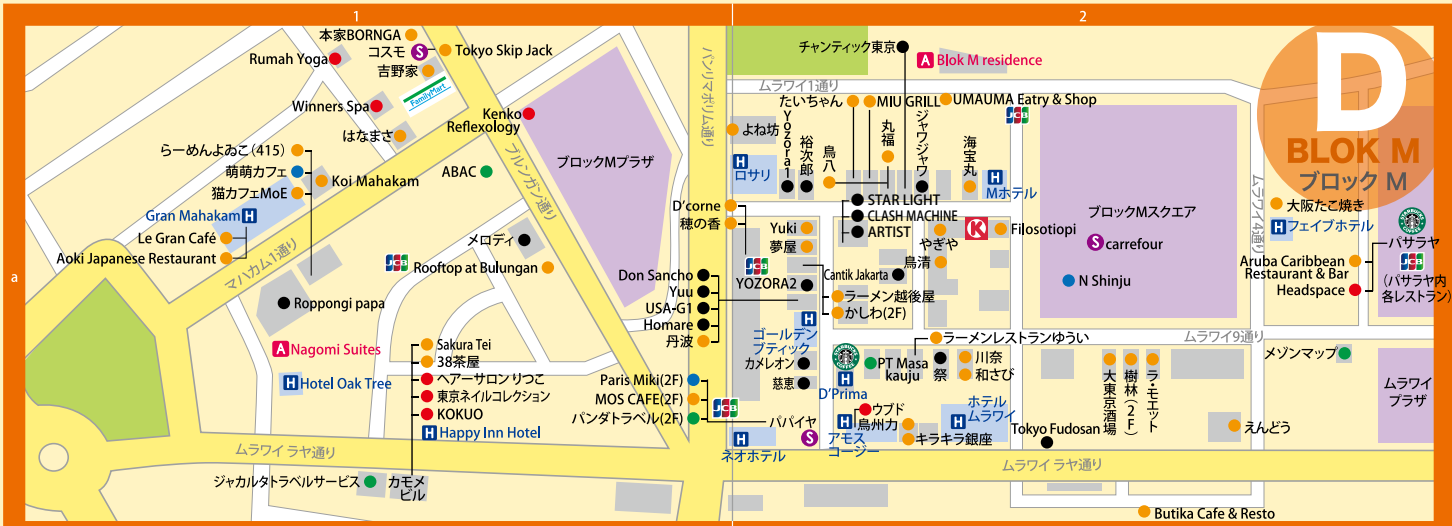 1
2
a
D
BLOK M
ブロック M
本家BORNGA
コスモ
S
Tokyo Skip Jack
吉野家
FamilyMart
Rumah Yoga
Winners Spa
はなまさ
Kenko
Reflexology
らーめんよゐこ(415)
萌萌カフェ
猫カフェMoE
Koi Mahakam
Gran Mahakam
H
Le Gran Café
Aoki Japanese Restaurant
マハカム1通り
ABAC
ブルンガン通り
ブロックMプラザ
メロディ
JCB
Rooftop at Bulungan
Roppongi papa
A
Nagomi Suites
H
Hotel Oak Tree
Sakura Tei
38茶屋
ヘアーサロン りつこ
東京ネイルコレクション
KOKUO
H
Happy Inn Hotel
ムラワイ ラヤ通り
ジャカルタトラベルサービス
カモメ
ビル
パンリマポリム通り
D'corne
穂の香
Don Sancho
Yuu
USA-G1
Homare
丹波
Paris Miki(2F)
MOS CAFE(2F)
パンダトラベル(2F)
JCB
パパイヤ
S
H
ネオホテル
チャンティック東京
A
Blok M residence
ムラワイ1通り
たいちゃん
MIU GRILL
UMAUMA Eatry & Shop
JCB
よね坊
H
ロサリ
Yozora1
裕次郎
鳥八
丸福
ジャワジャワ
海宝丸
H
Mホテル
STAR LIGHT
CLASH MACHINE
ARTIST
Yuki
夢屋
JCB
YOZORA2
Cantik Jakarta
やぎや
K
Filosotiopi
鳥清
ラーメン越後屋
かしわ(2F)
H
ゴールデン
ブティック
カメレオン
慈恵
STARBUCKS COFFEE
H
D'Prima
PT Masa
kauju
ラーメンレストランゆうい
祭
川奈
和さび
H
アモス
コージー
ウブド
鳥州力
キラキラ銀座
H
ホテル
ムラワイ
ブロックMスクエア
S
carrefour
N Shinju
ムラワイ4通り
大阪たこ焼き
H
フェイブホテル
STARBUCKS COFFEE
パサラヤ
JCB
(パサラヤ内
各レストラン)
Aruba Caribbean
Restaurant & Bar
Headspace
ムラワイ9通り
メゾンマップ
ムラワイ
プラザ
大東京酒場
樹林(2F)
ラ・モエット
えんどう
Tokyo Fudosan
ムラワイ ラヤ通り
Butika Cafe & Resto